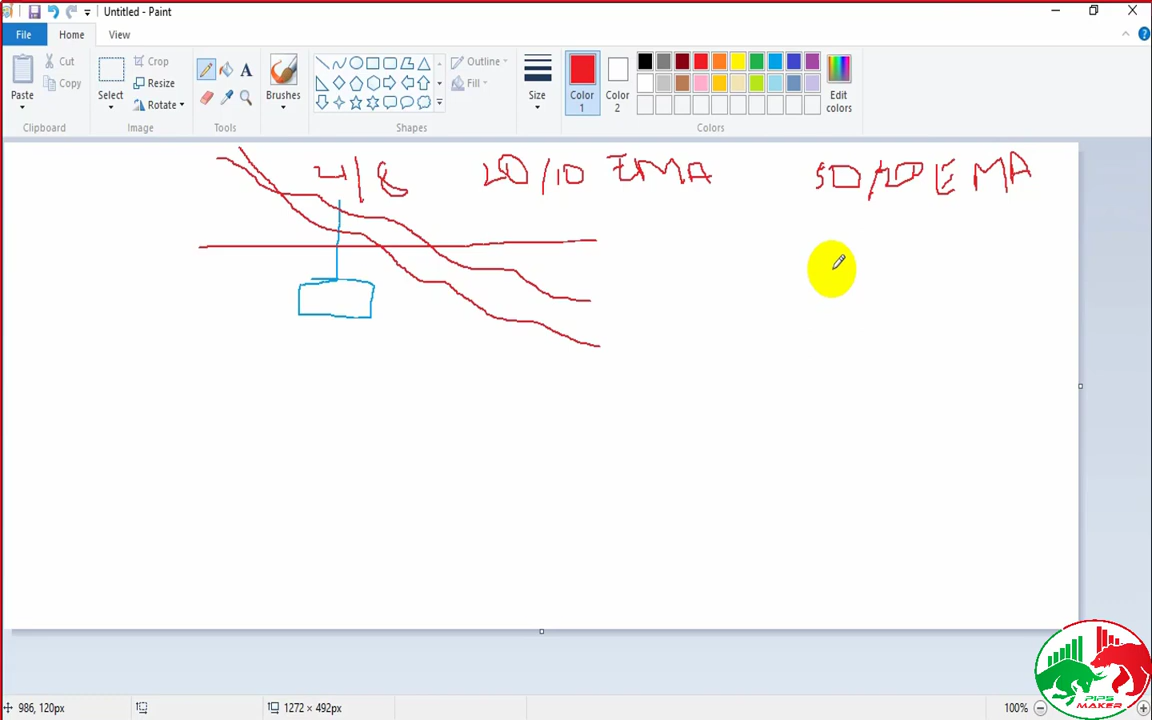 Untitled - Paint
File Home View
Paste Cut Copy Clipboard
Select Crop Resize Rotate Image
Tools
Brushes
Outline Fill Shapes
Size
Color 1 Color 2 Edit colors Colors
4/8 20/10 EMA 50/200 EMA
PIPS MAKER
986, 120px 1272 × 492px 100%